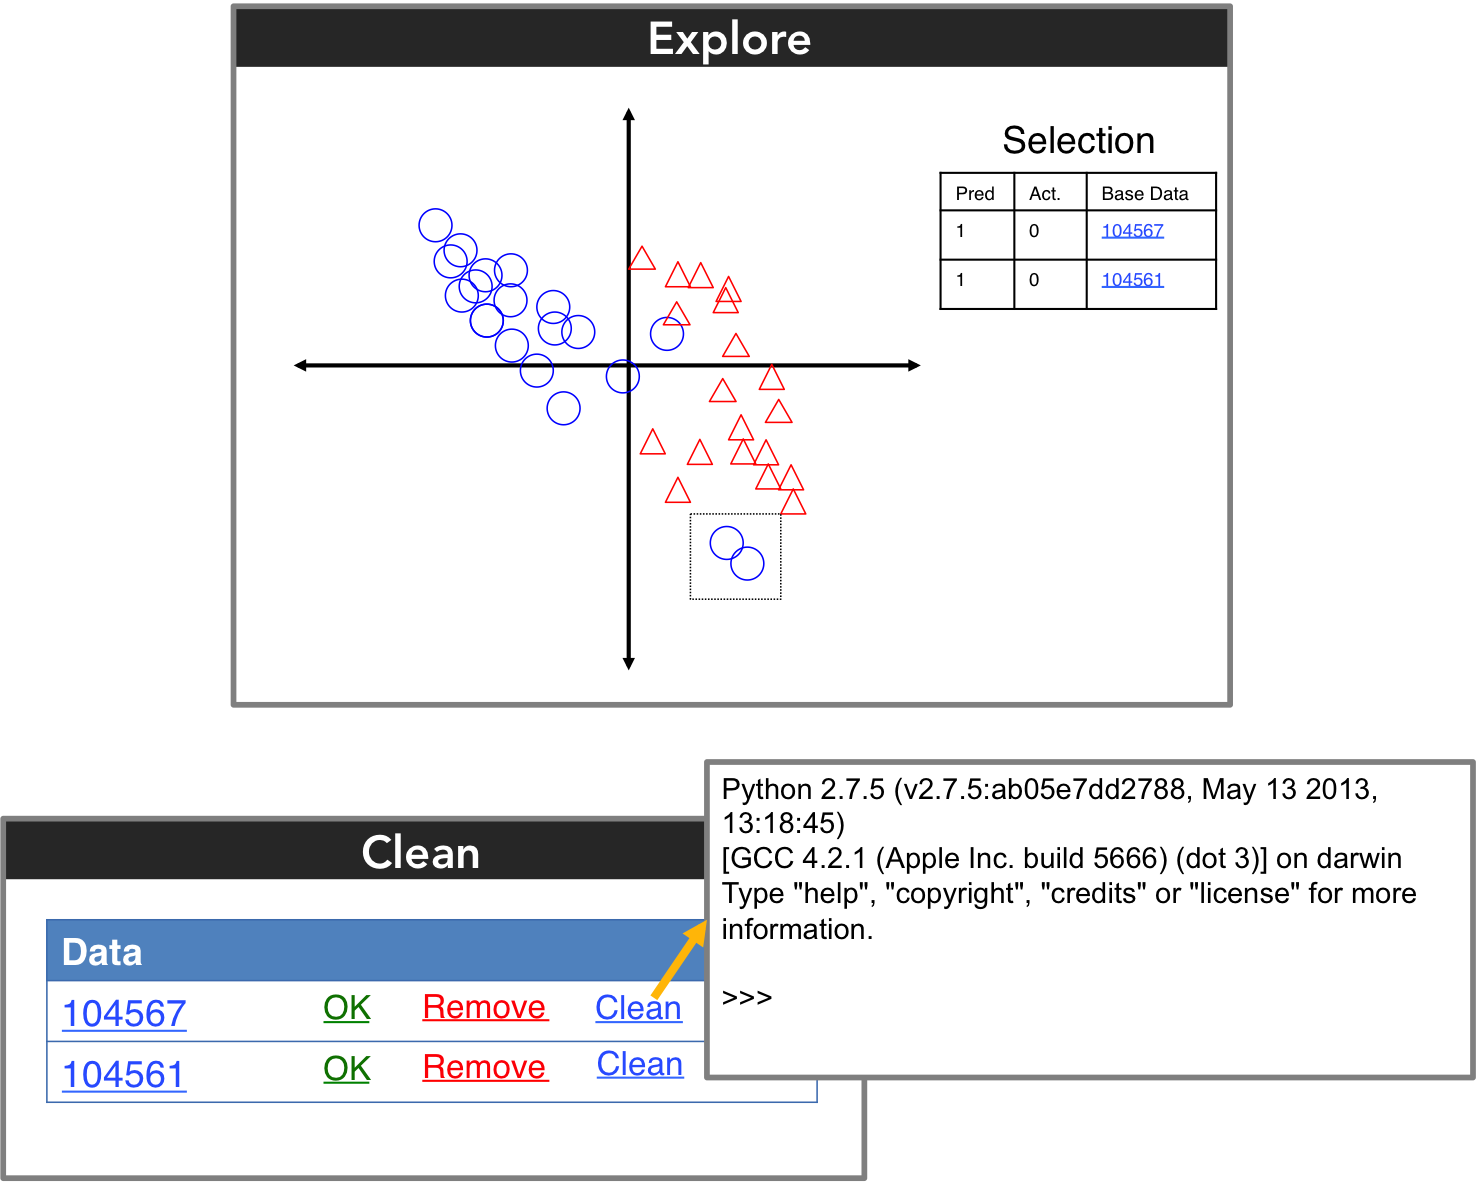 Explore
Selection
Pred Act. Base Data
1 0 104567
1 0 104561
Clean
Data
104567 OK Remove Clean
104561 OK Remove Clean
Python 2.7.5 (v2.7.5:ab05e7dd2788, May 13 2013,
13:18:45)
[GCC 4.2.1 (Apple Inc. build 5666) (dot 3)] on darwin
Type "help", "copyright", "credits" or "license" for more
information.
>>>